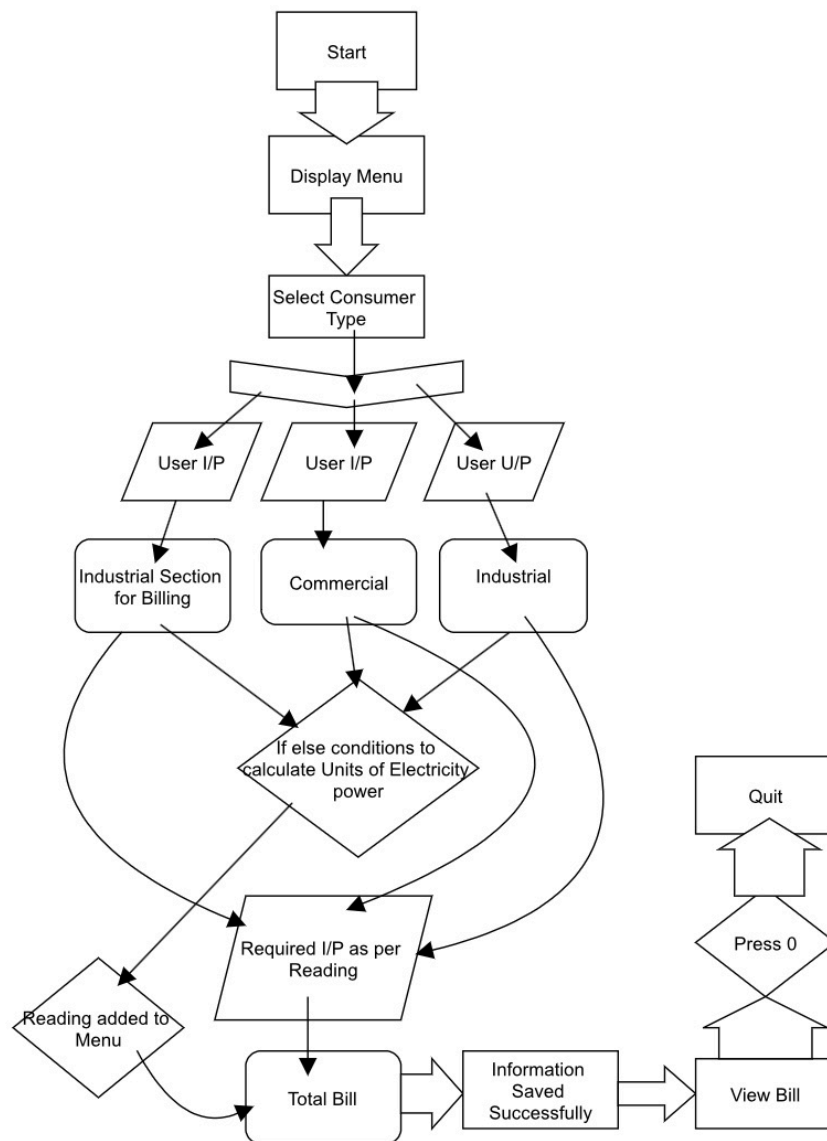 Start
Display Menu
Select Consumer
Type
User I/P
User I/P
User U/P
Industrial Section
for Billing
Commercial
Industrial
If else conditions to
calculate Units of Electricity
power
Quit
Press 0
Required I/P as per
Reading
Reading added to
Menu
Total Bill
Information
Saved
Successfully
View Bill